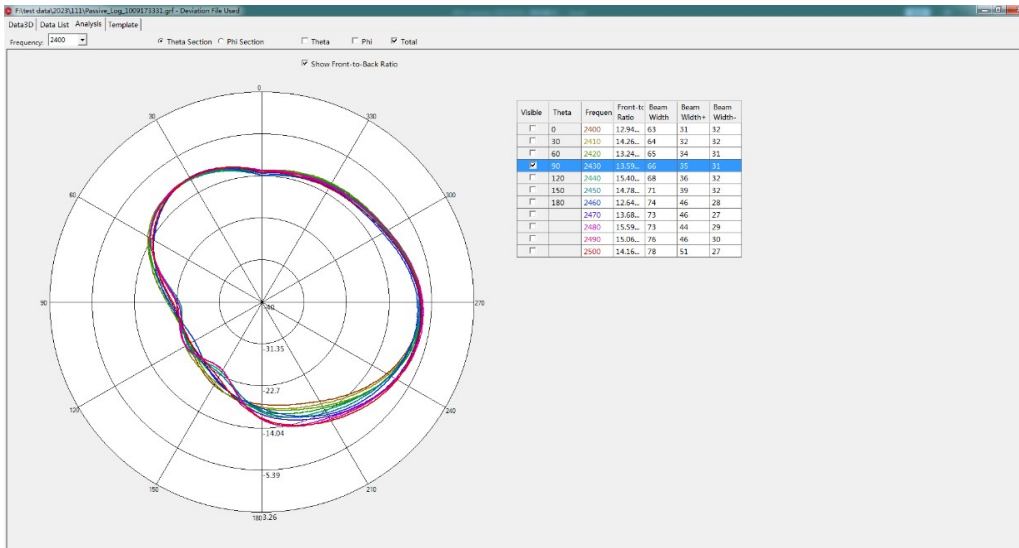 F:\test data\2023\111\Passive_Log_1009173331.grf - Deviation File Used
Data3D Data List Analysis Template
Frequency: 2400 Theta Section Phi Section Theta Phi Total
Show Front-to-Back Ratio
Visible Theta Frequen Front-tc Ratio Beam Width Beam Width+ Beam Width-
0 2400 12.94... 63 31 32
30 2410 14.26... 64 32 32
60 2420 13.24... 65 34 31
90 2430 13.59... 66 35 31
120 2440 15.40... 68 36 32
150 2450 14.78... 71 39 32
180 2460 12.64... 74 46 28
2470 13.68... 73 46 27
2480 15.59... 73 44 29
2490 15.06... 76 46 30
2500 14.16... 78 51 27
0
30
330
60
300
90
270
-40
-31.35
-22.7
120
240
-14.04
-5.39
150
210
180
3.26